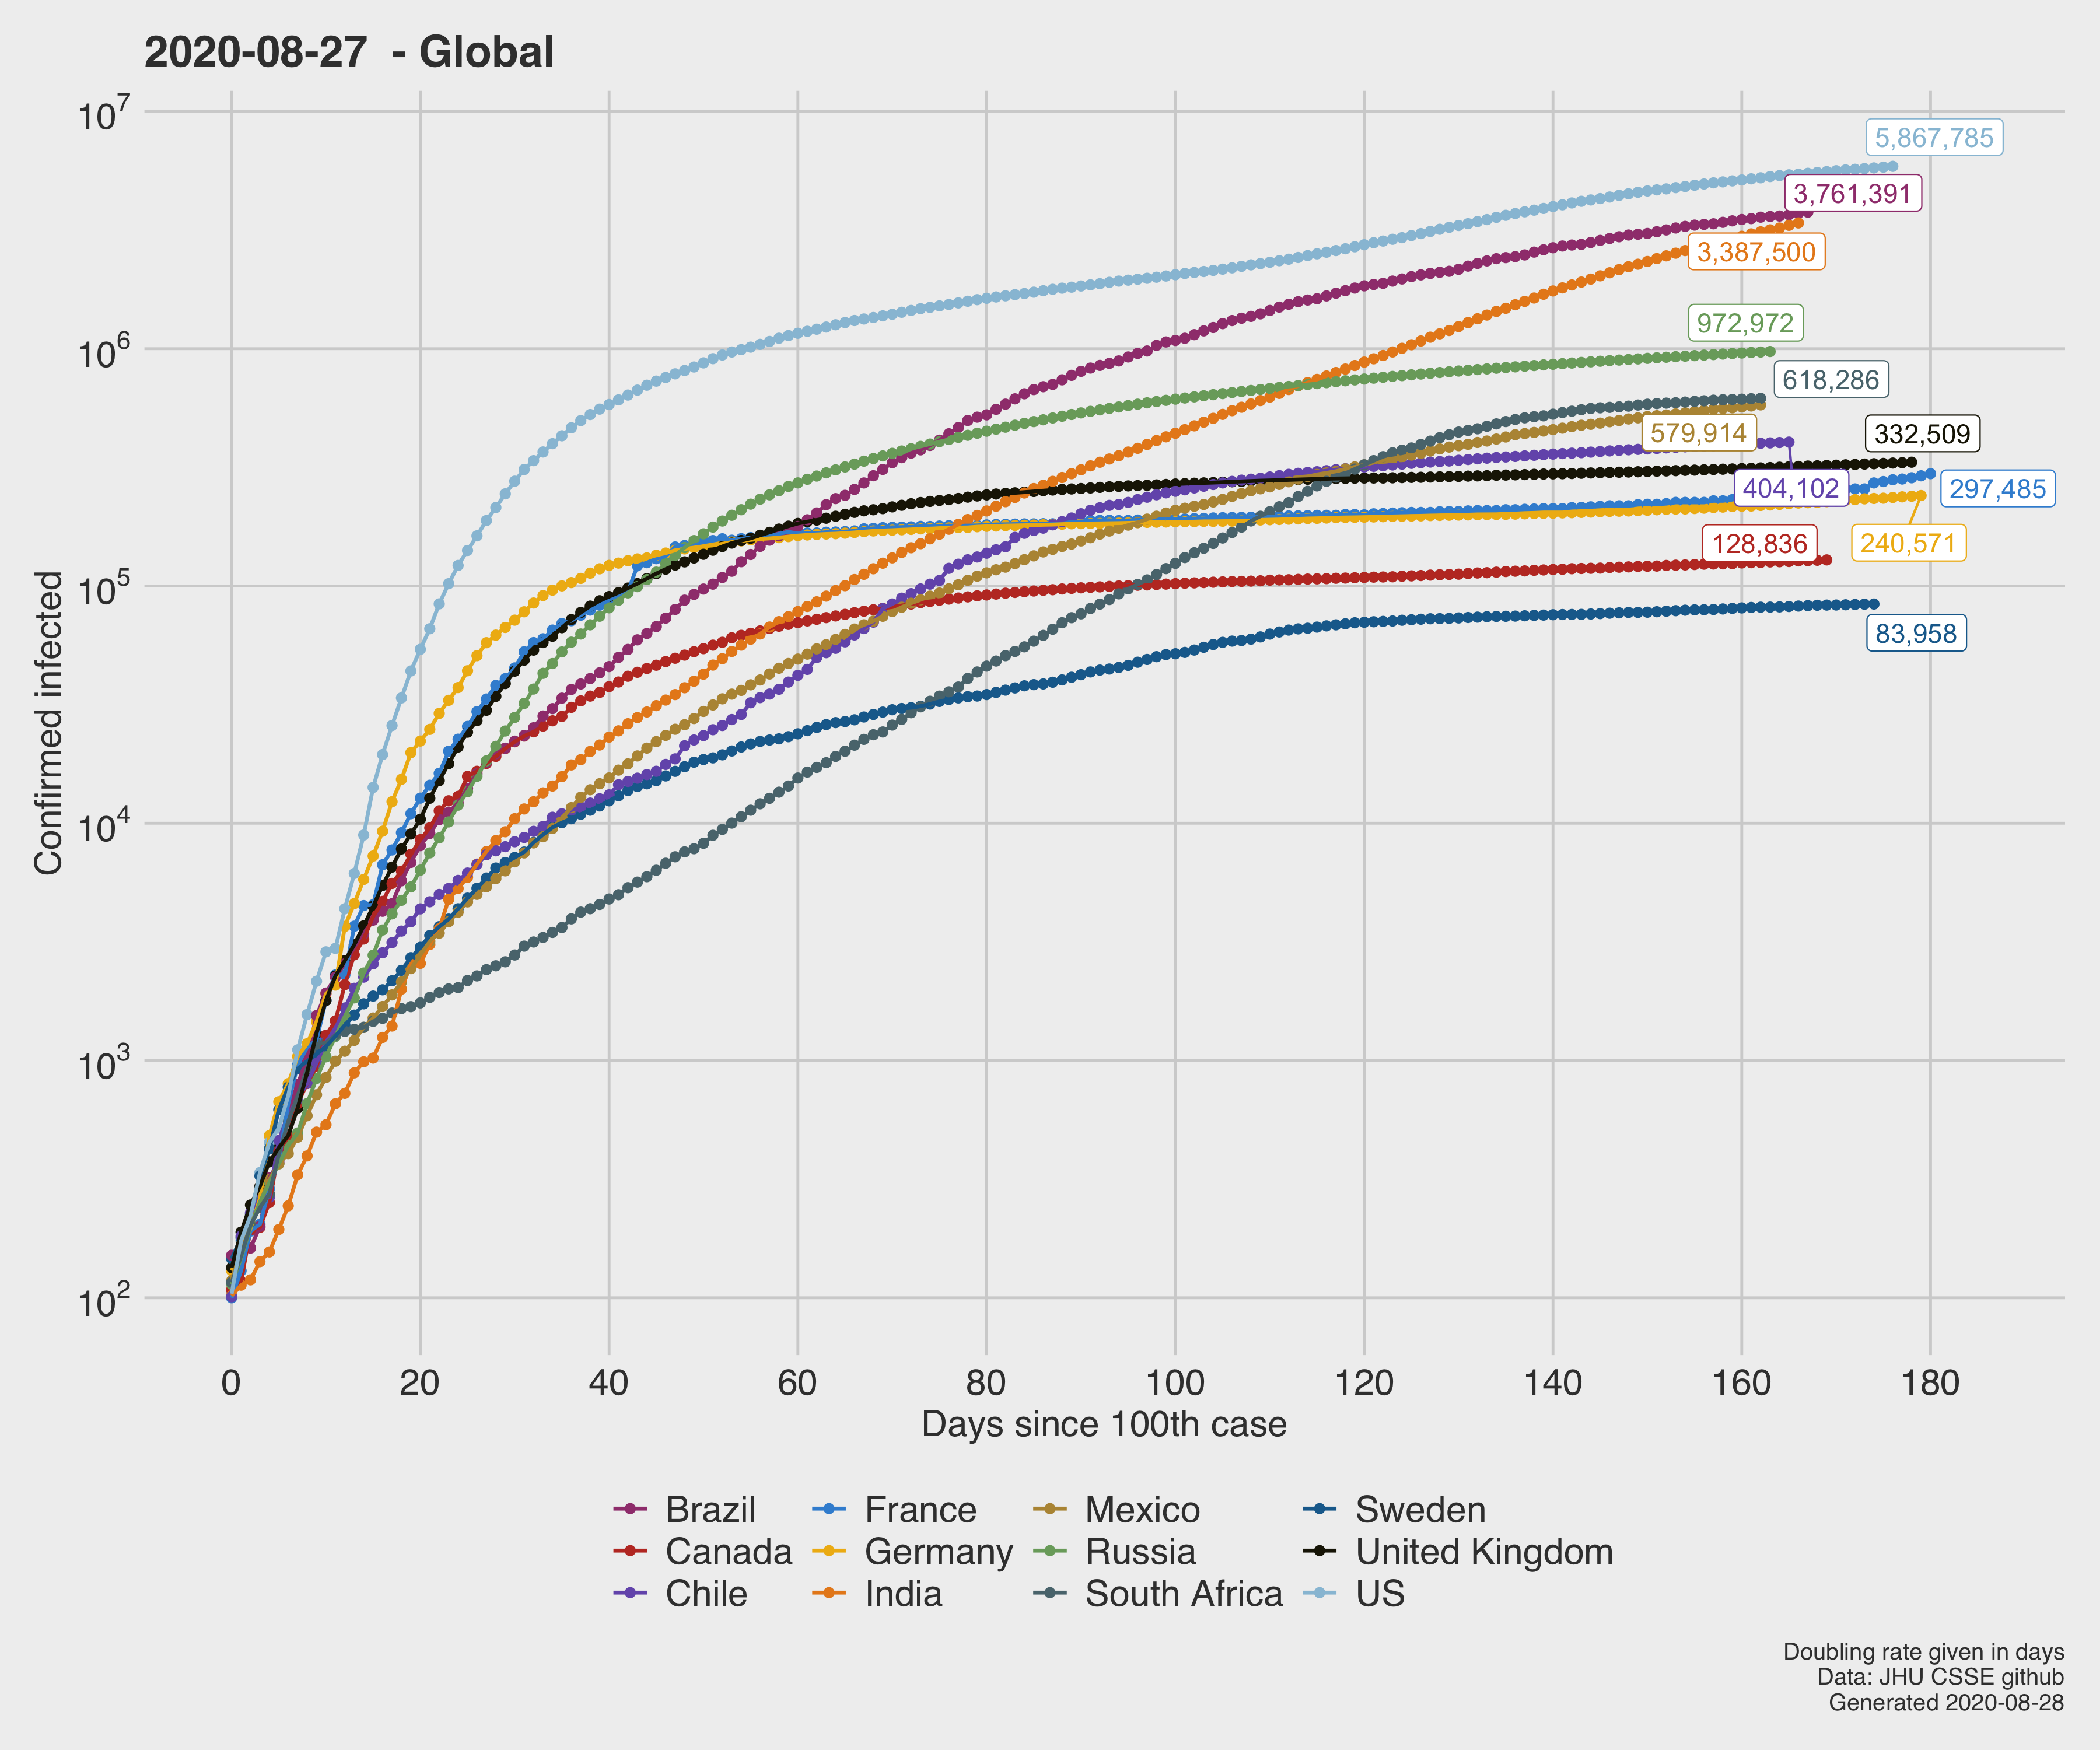 2020-08-27  - Global
10^7
10^6
10^5
10^4
10^3
10^2
Confirmed infected
5,867,785
3,761,391
3,387,500
972,972
618,286
579,914
332,509
404,102
297,485
128,836
240,571
83,958
0 20 40 60 80 100 120 140 160 180
Days since 100th case
Brazil France Mexico Sweden
Canada Germany Russia United Kingdom
Chile India South Africa US
Doubling rate given in days
Data: JHU CSSE github
Generated 2020-08-28